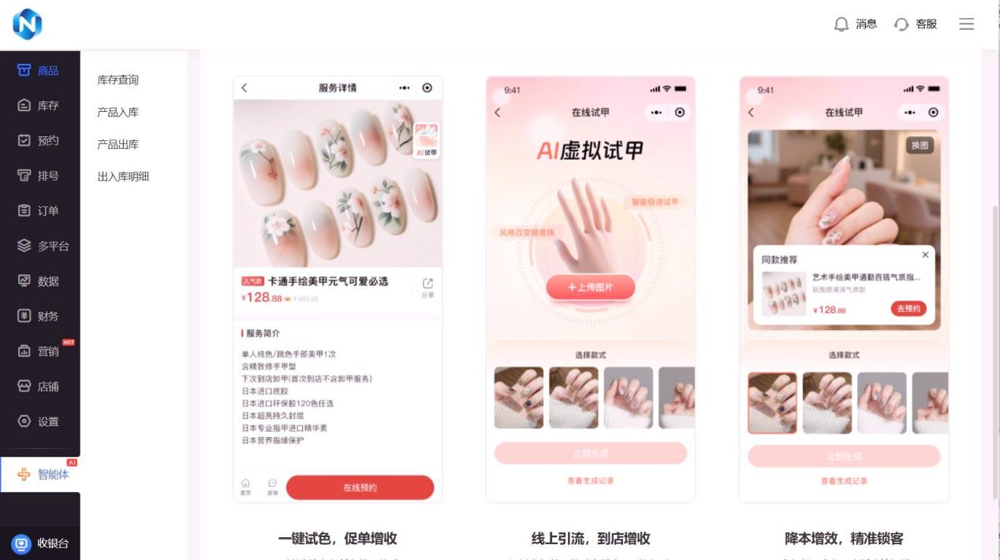 N
消息
客服
商品
库存
预约
排号
订单
多平台
数据
财务
营销
HOT
店铺
设置
智能体
AI
收银台
库存查询
产品入库
产品出库
出入库明细
服务详情
AI试甲
人气款 卡通手绘美甲元气可爱必选
¥128.88
分享
服务简介
单人纯色/跳色手部美甲1次
含精致修手甲型
下次到店卸甲(首次到店不含卸甲服务)
日本进口底胶
日本进口环保胶120色任选
日本超亮持久封层
日本专业指甲进口精华素
日本营养指缘保护
首页
咨询
在线预约
一键试色，促单增收
9:41
在线试甲
AI虚拟试甲
智能极速试甲
风格百变随意换
+上传图片
选择款式
立即生成
查看生成记录
线上引流，到店增收
9:41
在线试甲
换图
同款推荐
艺术手绘美甲通勤百搭气质指...
¥128.88
去预约
选择款式
立即生成
查看生成记录
降本增效，精准锁客